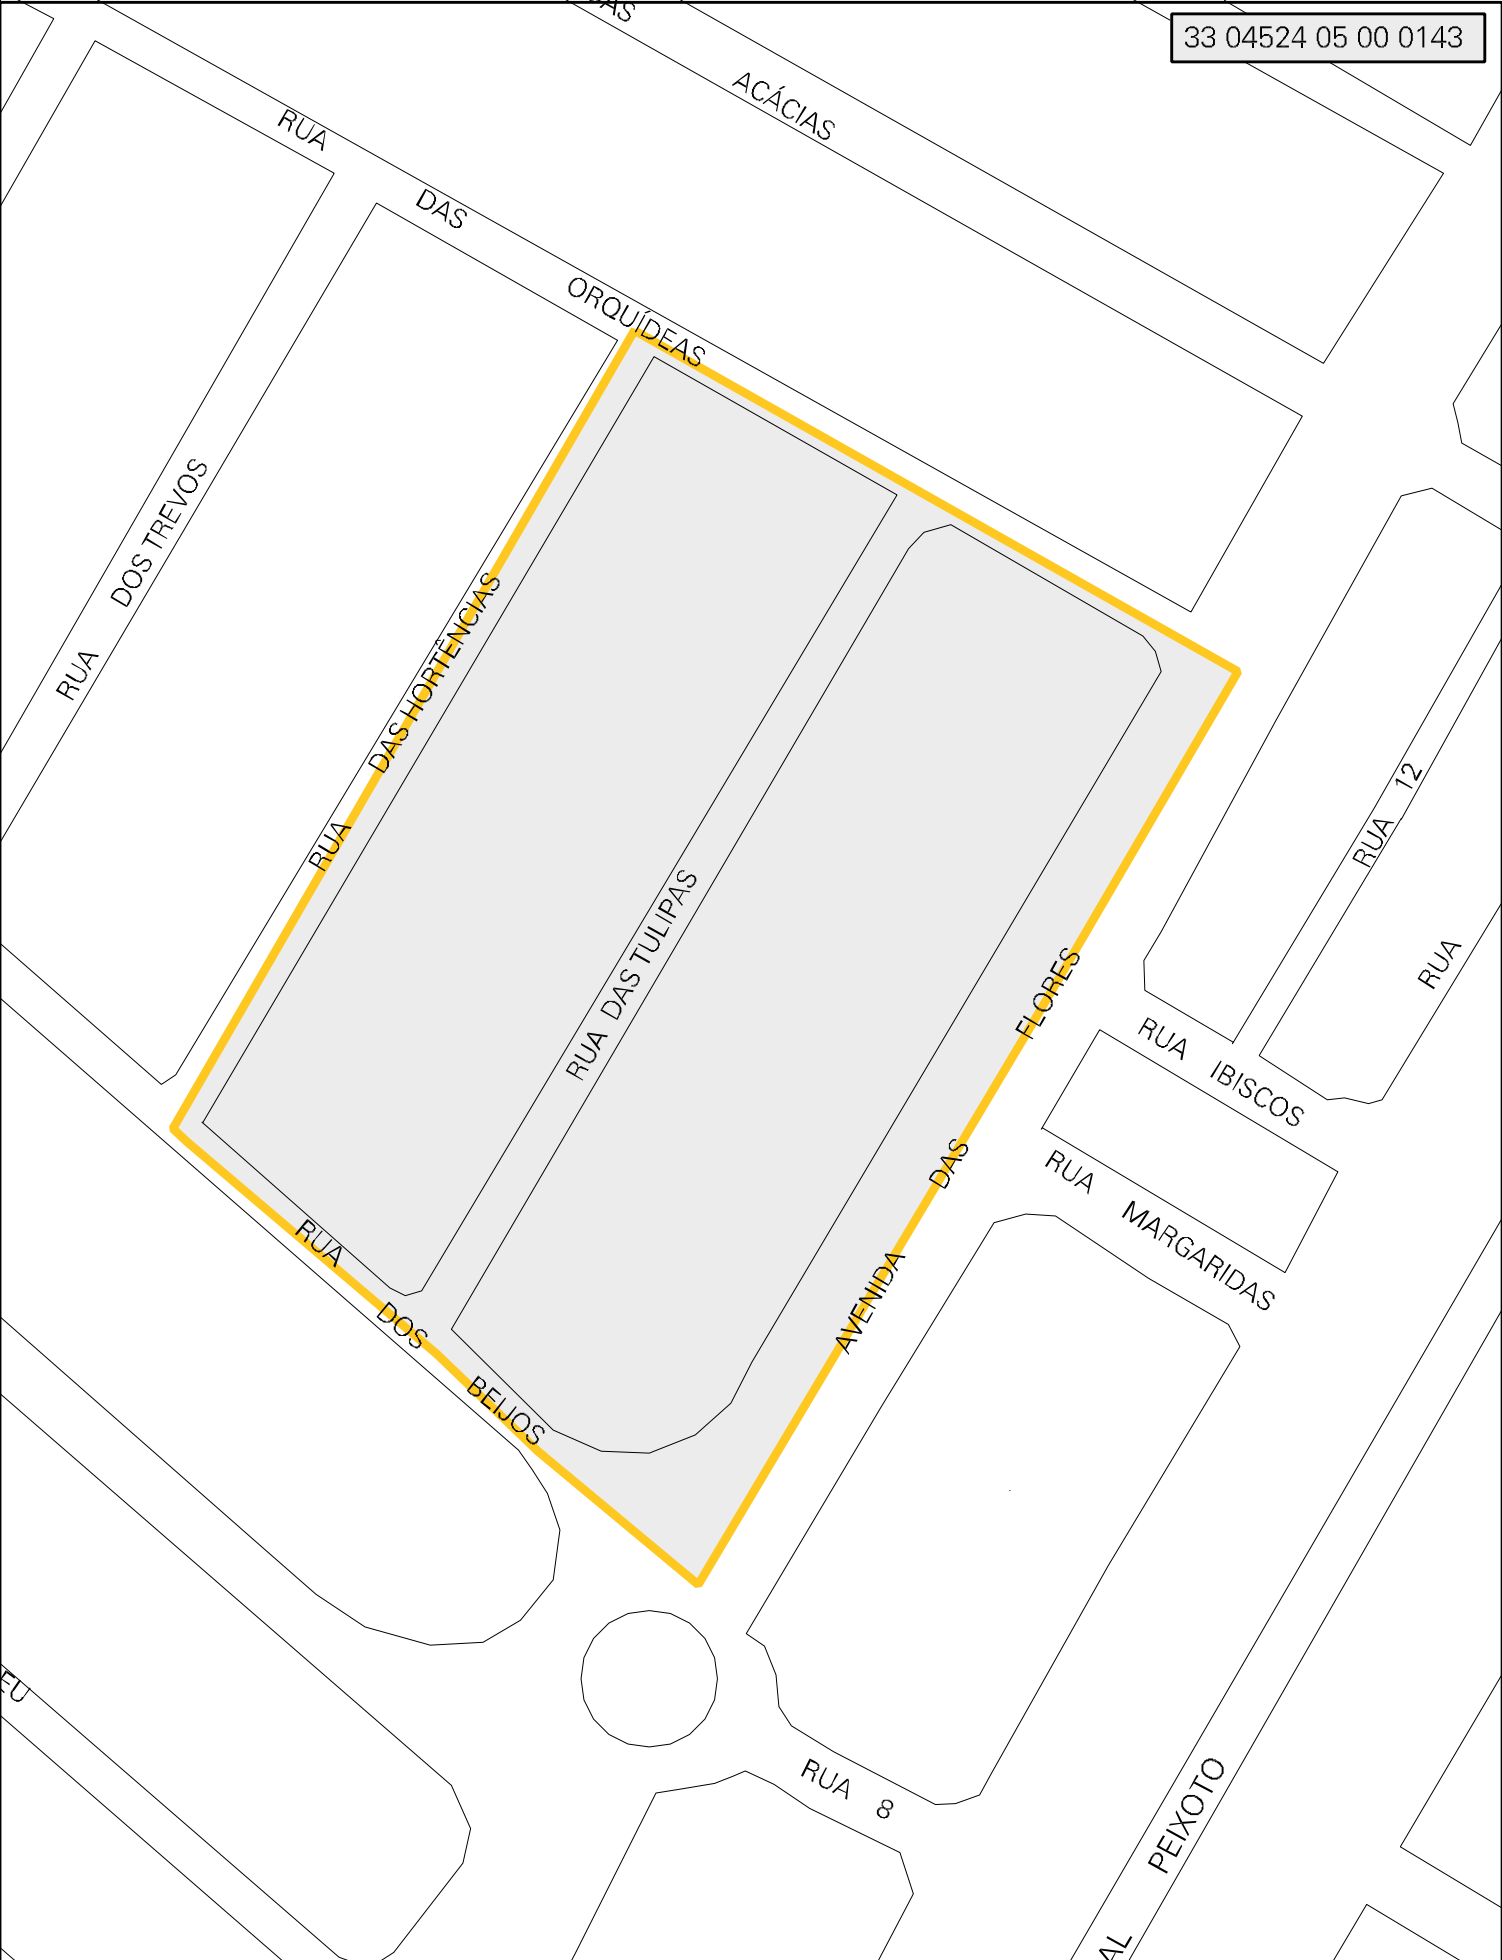 33 04524 05 00 0143
ACÁCIAS
RUA DAS ORQUÍDEAS
RUA DOS TREVOS
RUA DAS HORTÊNCIAS
RUA DAS TULIPAS
AVENIDA DAS FLORES
RUA 12
RUA
RUA IBISCOS
RUA MARGARIDAS
RUA DOS BEIJOS
RUA 8
PEIXOTO